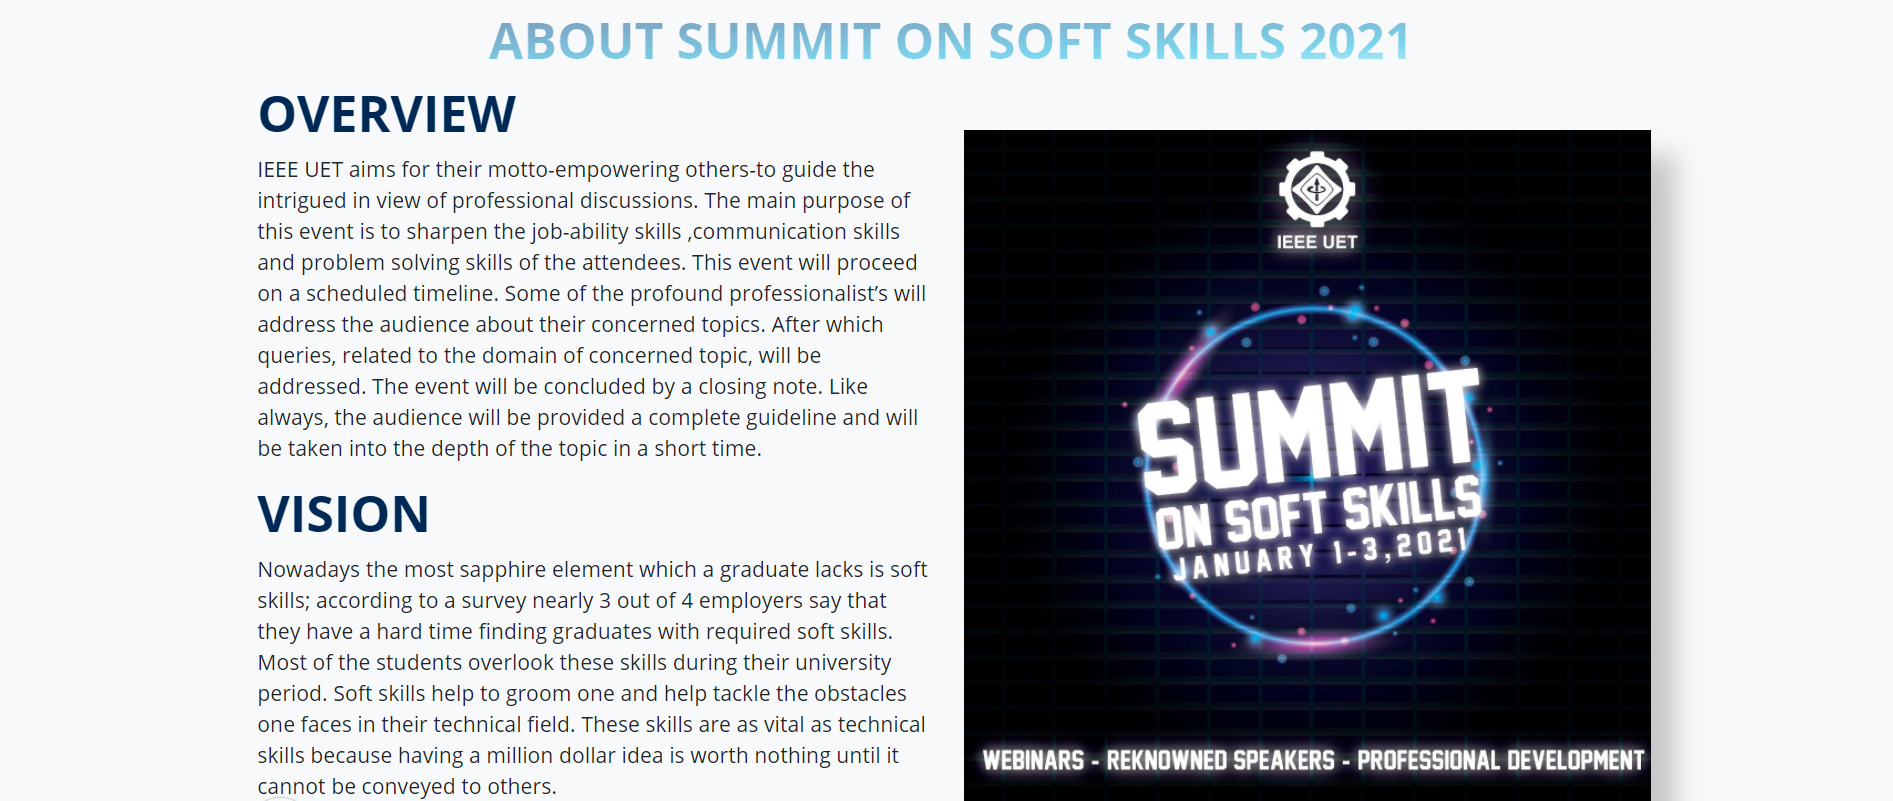 ABOUT SUMMIT ON SOFT SKILLS 2021
OVERVIEW
IEEE UET aims for their motto-empowering others-to guide the
intrigued in view of professional discussions. The main purpose of
this event is to sharpen the job-ability skills ,communication skills
and problem solving skills of the attendees. This event will proceed
on a scheduled timeline. Some of the profound professionalist’s will
address the audience about their concerned topics. After which
queries, related to the domain of concerned topic, will be
addressed. The event will be concluded by a closing note. Like
always, the audience will be provided a complete guideline and will
be taken into the depth of the topic in a short time.
VISION
Nowadays the most sapphire element which a graduate lacks is soft
skills; according to a survey nearly 3 out of 4 employers say that
they have a hard time finding graduates with required soft skills.
Most of the students overlook these skills during their university
period. Soft skills help to groom one and help tackle the obstacles
one faces in their technical field. These skills are as vital as technical
skills because having a million dollar idea is worth nothing until it
cannot be conveyed to others.
IEEE UET
SUMMIT
ON SOFT SKILLS
JANUARY 1-3,2021
WEBINARS - REKNOWNED SPEAKERS - PROFESSIONAL DEVELOPMENT